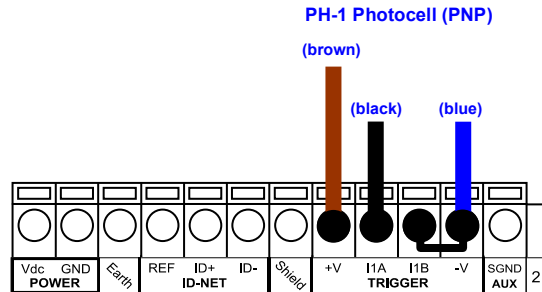 PH-1 Photocell (PNP)
(brown)
(black) (blue)
Vdc GND Earth REF ID+ ID- Shield +V I1A I1B -V SGND 2
POWER ID-NET TRIGGER AUX